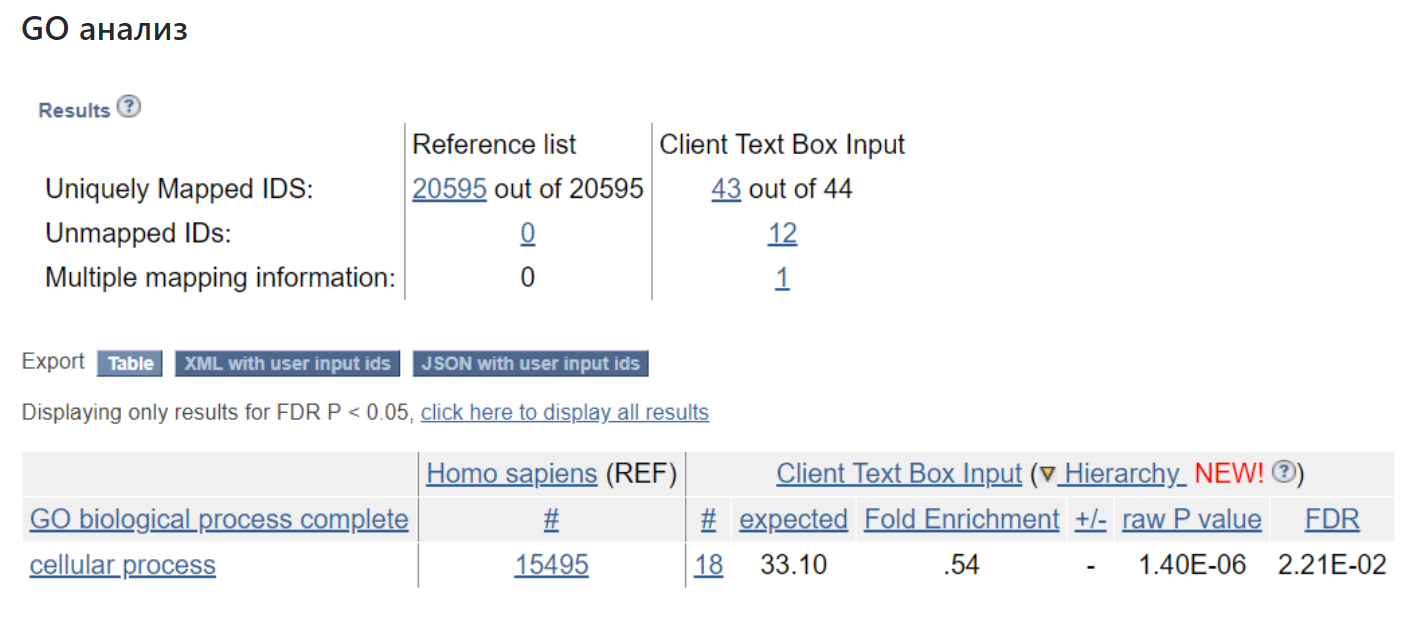 GO анализ
Results ?
Reference list Client Text Box Input
Uniquely Mapped IDS: 20595 out of 20595 43 out of 44
Unmapped IDs: 0 12
Multiple mapping information: 0 1
Export Table XML with user input ids JSON with user input ids
Displaying only results for FDR P < 0.05, click here to display all results
Homo sapiens (REF) Client Text Box Input (▼ Hierarchy NEW! ?)
GO biological process complete # # expected Fold Enrichment +/- raw P value FDR
cellular process 15495 18 33.10 .54 - 1.40E-06 2.21E-02